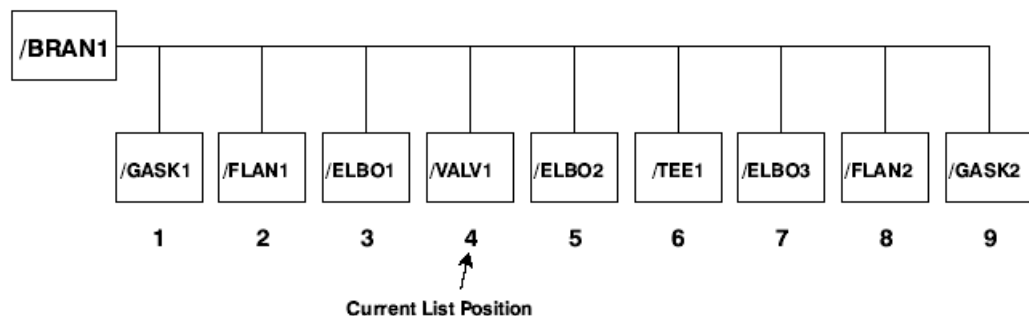 /BRAN1
/GASK1 /FLAN1 /ELBO1 /VALV1 /ELBO2 /TEE1 /ELBO3 /FLAN2 /GASK2
1 2 3 4 5 6 7 8 9
Current List Position